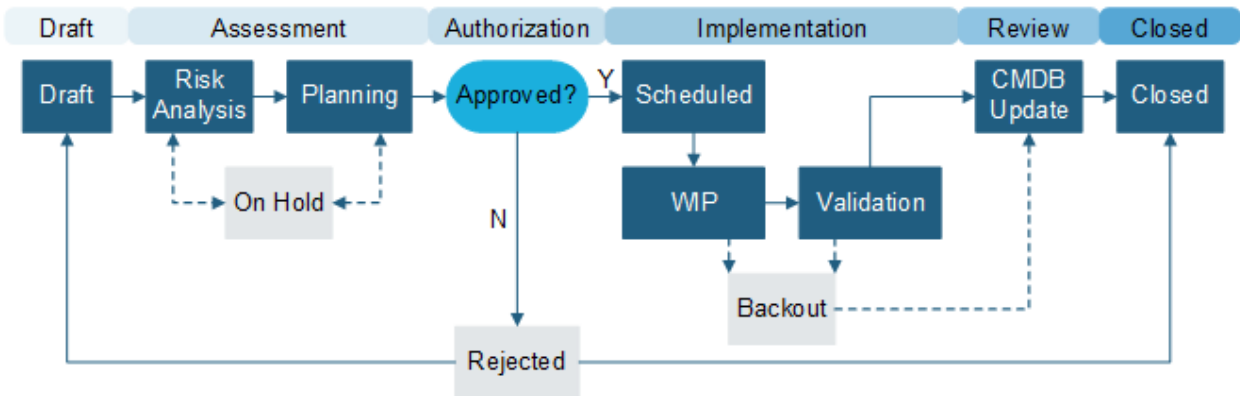 Draft
Assessment
Authorization
Implementation
Review
Closed
Draft
Risk
Analysis
Planning
Approved?
Y
Scheduled
CMDB
Update
Closed
On Hold
N
WIP
Validation
Backout
Rejected